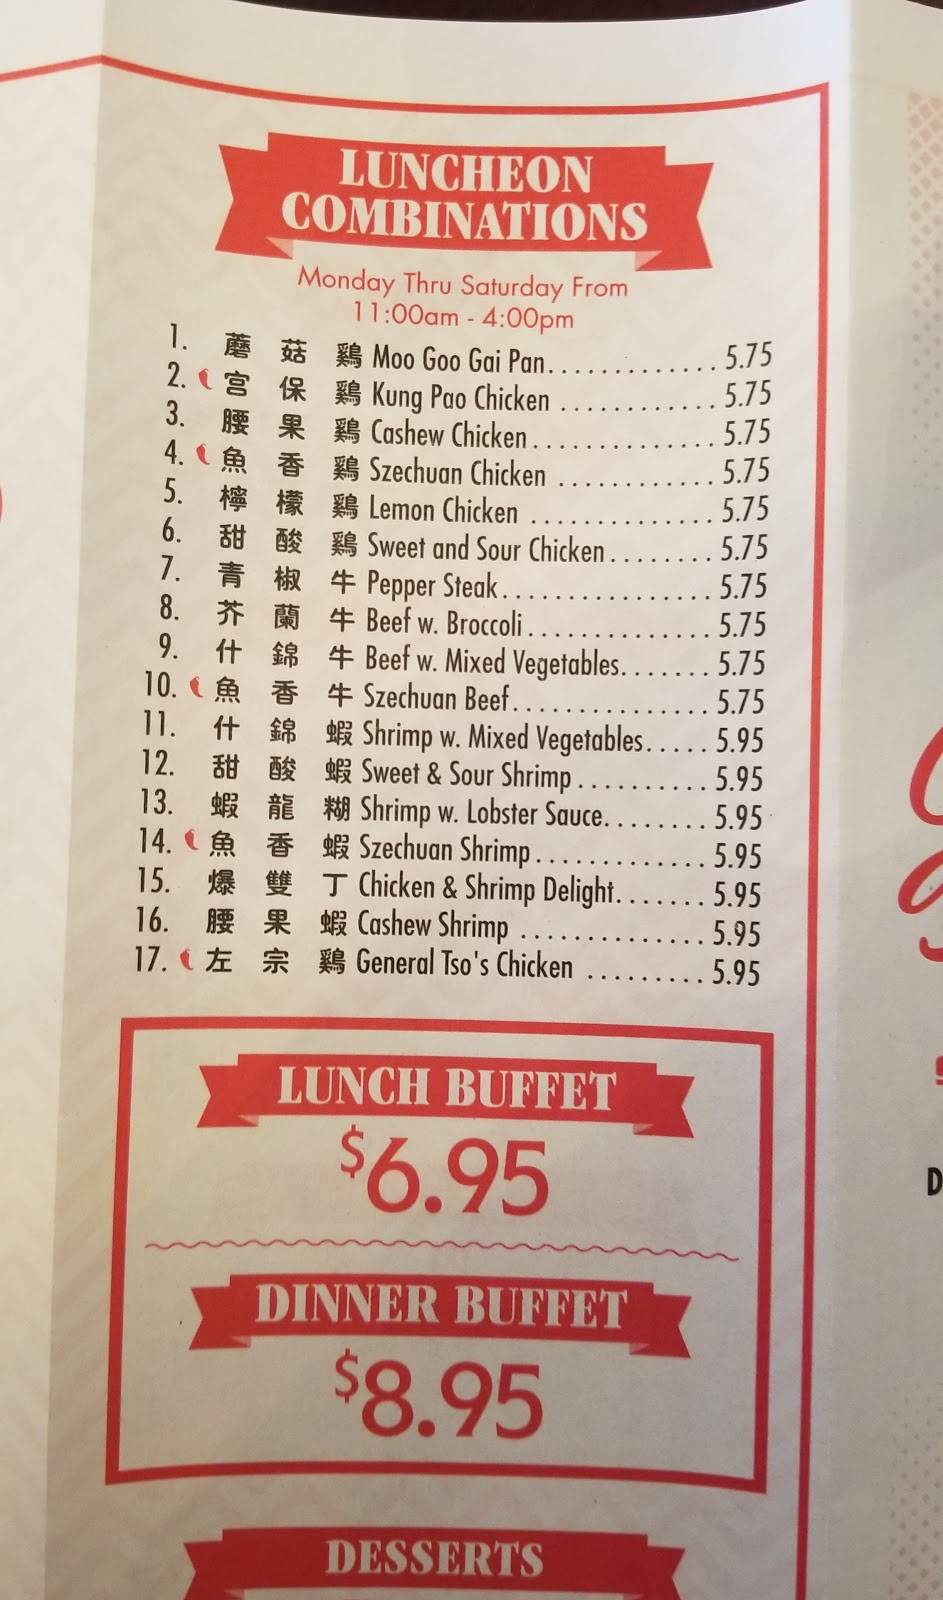 LUNCHEON
COMBINATIONS
Monday Thru Saturday From
11:00am - 4:00pm
1. 蘑 菇 鷄 Moo Goo Gai Pan............. 5.75
2. 宮 保 鷄 Kung Pao Chicken ............ 5.75
3. 腰 果 鷄 Cashew Chicken.............. 5.75
4. 魚 香 鷄 Szechuan Chicken ............ 5.75
5. 檸 檬 鷄 Lemon Chicken .............. 5.75
6. 甜 酸 鷄 Sweet and Sour Chicken........ 5.75
7. 青 椒 牛 Pepper Steak................ 5.75
8. 芥 蘭 牛 Beef w. Broccoli.............. 5.75
9. 什 錦 牛 Beef w. Mixed Vegetables....... 5.75
10. 魚 香 牛 Szechuan Beef............... 5.75
11. 什 錦 蝦 Shrimp w. Mixed Vegetables..... 5.95
12. 甜 酸 蝦 Sweet & Sour Shrimp.......... 5.95
13. 蝦 龍 糊 Shrimp w. Lobster Sauce........ 5.95
14. 魚 香 蝦 Szechuan Shrimp............. 5.95
15. 爆 雙 丁 Chicken & Shrimp Delight....... 5.95
16. 腰 果 蝦 Cashew Shrimp .............. 5.95
17. 左 宗 鷄 General Tso's Chicken ......... 5.95
LUNCH BUFFET
$6.95
DINNER BUFFET
$8.95
DESSERTS